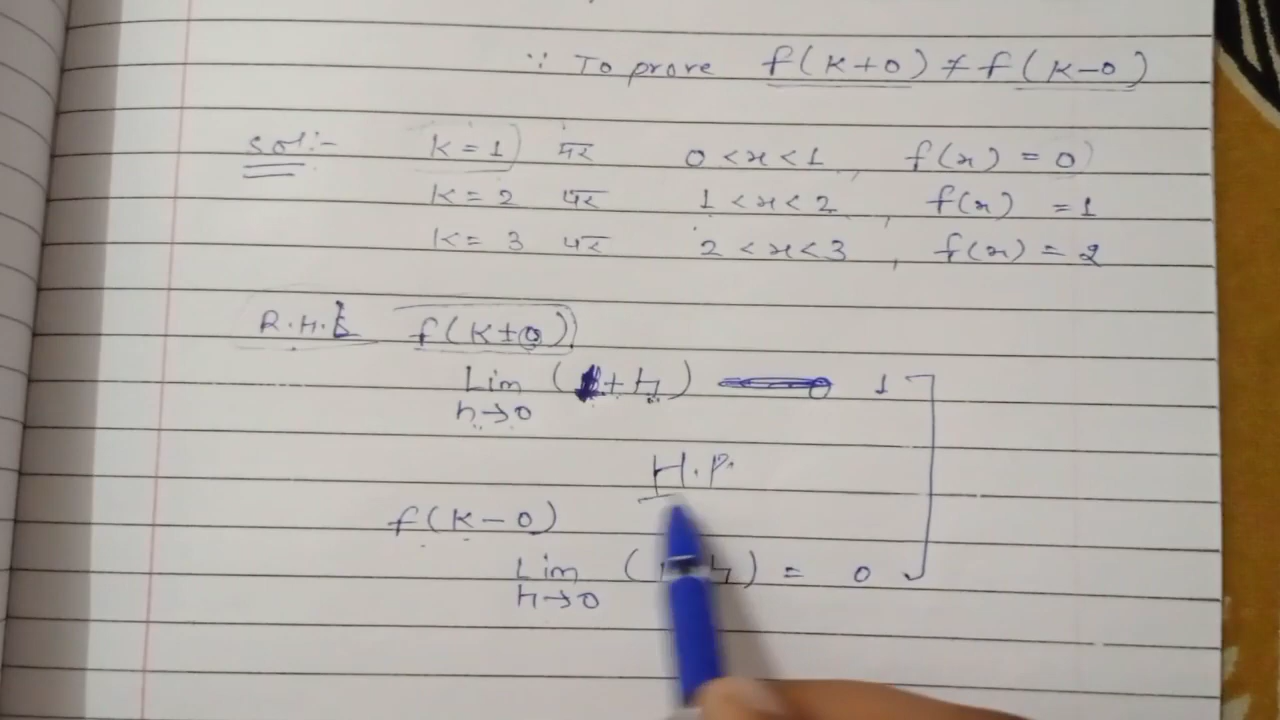 ∵ To prove f(K+0) ≠ f(K-0)
Sol:- K = 1 पर 0 < x < 1, f(x) = 0
K = 2 पर 1 < x < 2, f(x) = 1
K = 3 पर 2 < x < 3, f(x) = 2
R.H.L f(K+0)
Lim ( +h) 1
h→0
H.P.
f(K-0)
Lim ( h) = 0
h→0